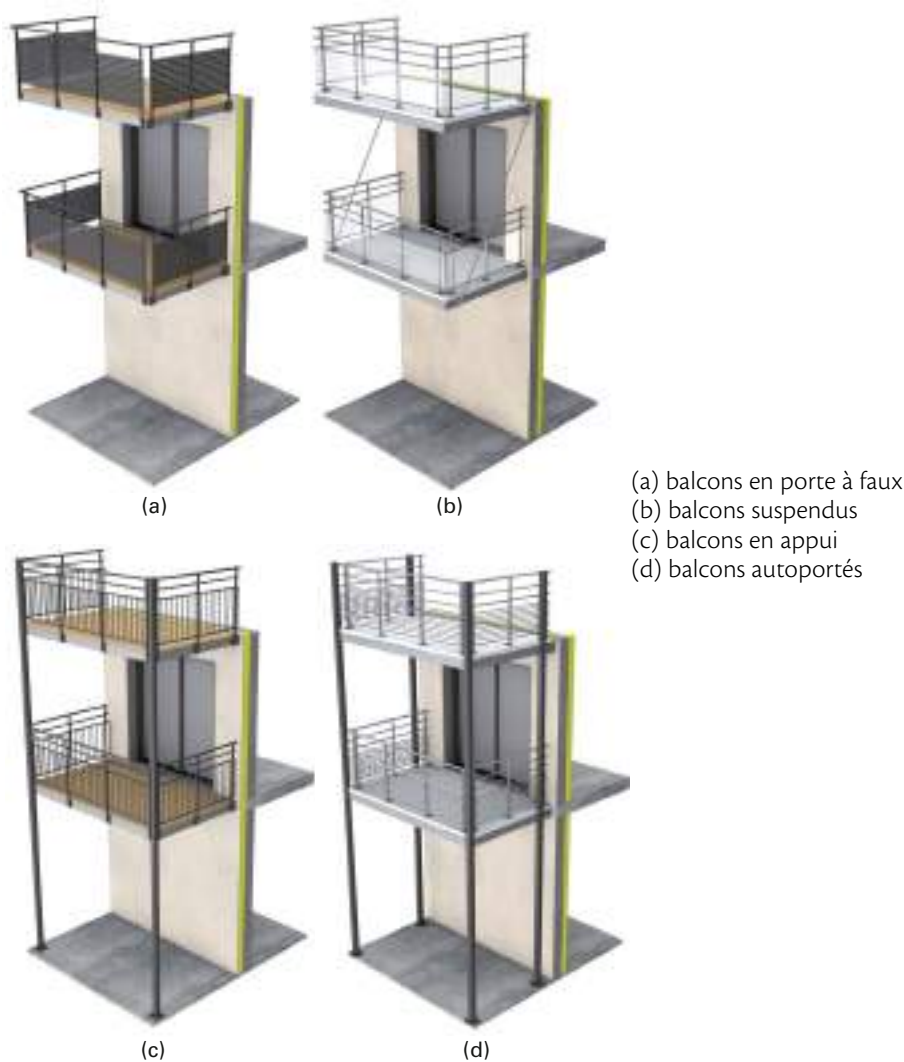 (a)
(b)
(a) balcons en porte à faux
(b) balcons suspendus
(c) balcons en appui
(d) balcons autoportés
(c)
(d)